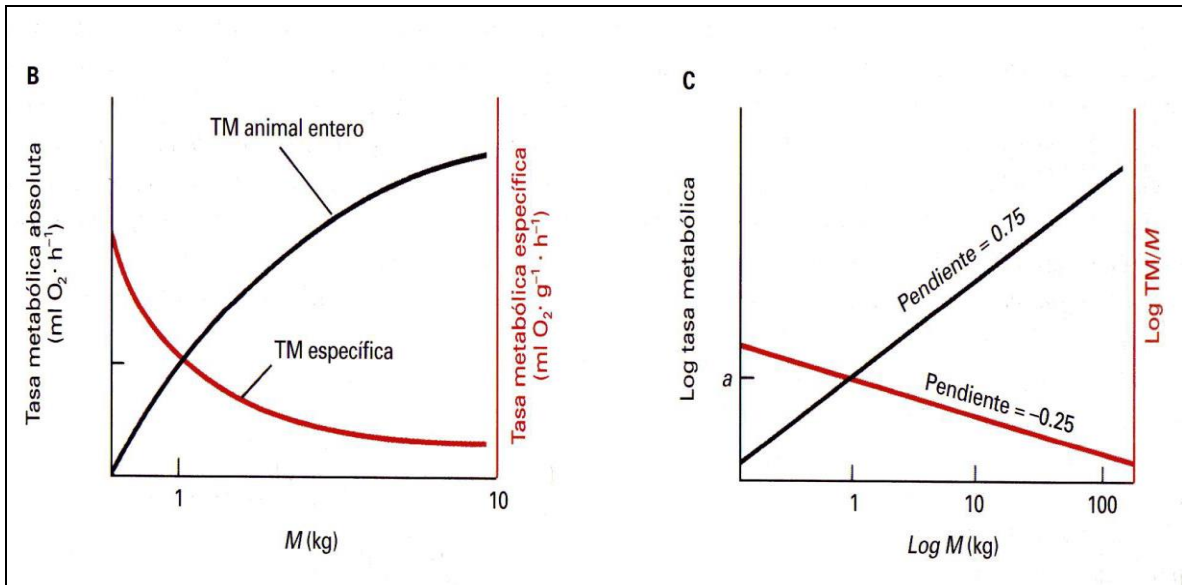 B
Tasa metabólica absoluta
(ml O₂ · h⁻¹)
TM animal entero
TM específica
Tasa metabólica específica
(ml O₂ · g⁻¹ · h⁻¹)
1
10
M (kg)
C
Log tasa metabólica
a
Pendiente = 0.75
Pendiente = –0.25
Log TM/M
1
10
100
Log M (kg)